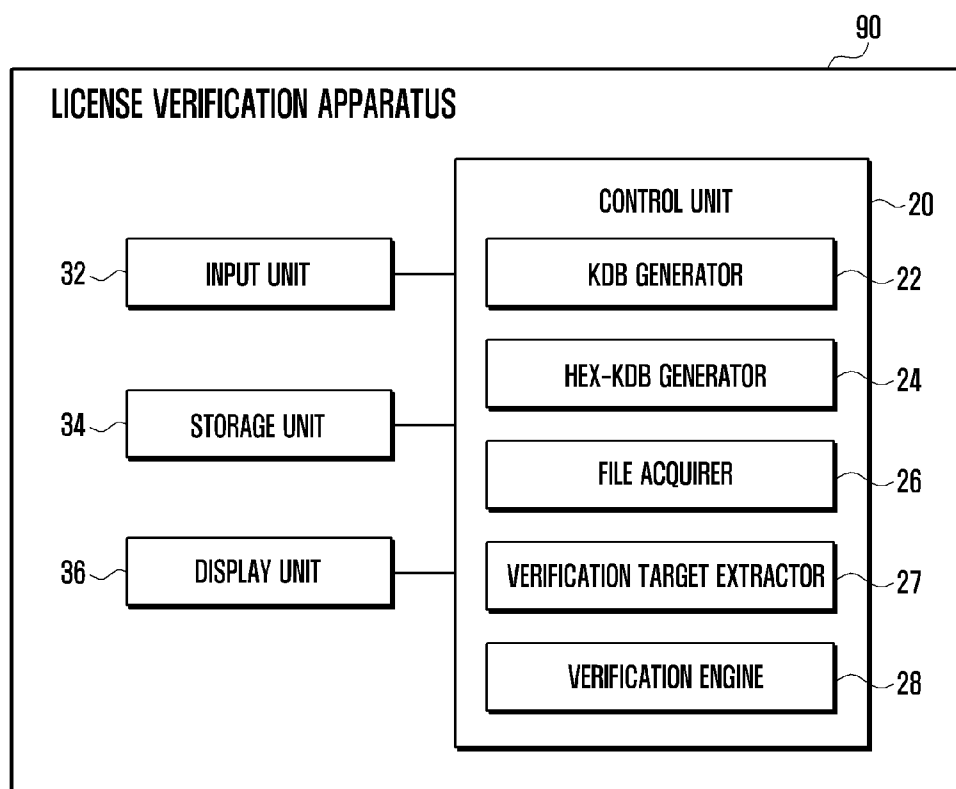 90
LICENSE VERIFICATION APPARATUS
CONTROL UNIT
20
32
INPUT UNIT
KDB GENERATOR
22
HEX-KDB GENERATOR
24
34
STORAGE UNIT
FILE ACQUIRER
26
36
DISPLAY UNIT
VERIFICATION TARGET EXTRACTOR
27
VERIFICATION ENGINE
28